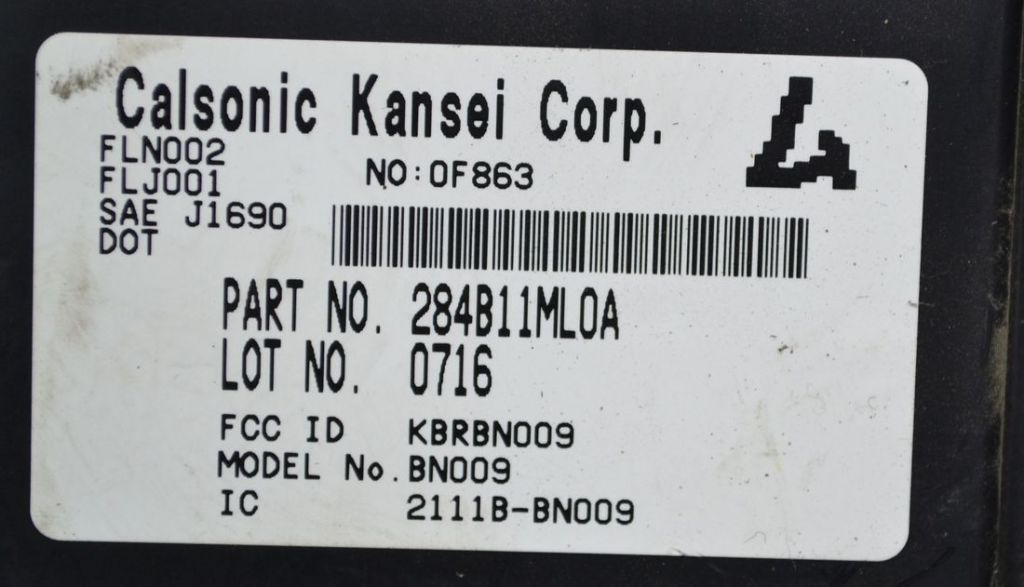 Calsonic Kansei Corp.
FLN002
FLJ001
NO:0F863
SAE J1690
DOT
PART NO. 284B11ML0A
LOT NO. 0716
FCC ID KBRBN009
MODEL No. BN009
IC 2111B-BN009